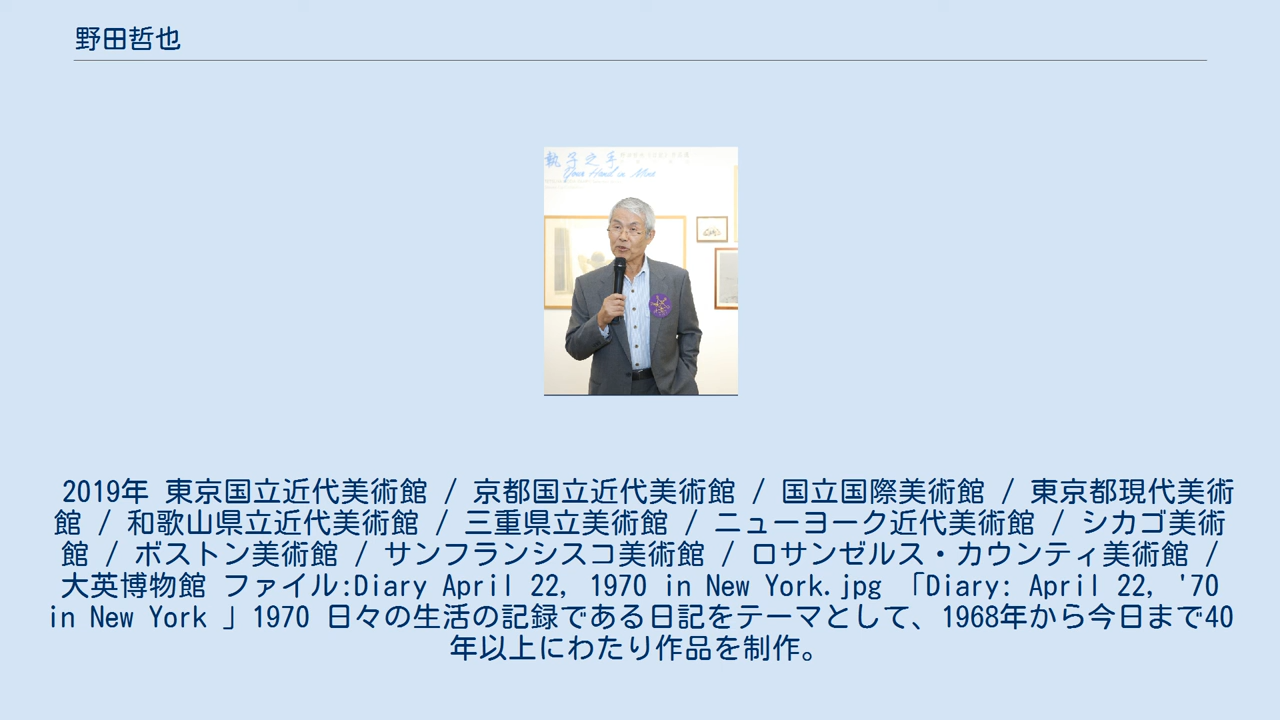 野田哲也
執子之手
Your Hand in Mine
2019年 東京国立近代美術館 / 京都国立近代美術館 / 国立国際美術館 / 東京都現代美術
館 / 和歌山県立近代美術館 / 三重県立美術館 / ニューヨーク近代美術館 / シカゴ美術
館 / ボストン美術館 / サンフランシスコ美術館 / ロサンゼルス・カウンティ美術館 /
大英博物館 ファイル:Diary April 22, 1970 in New York.jpg 「Diary: April 22, '70
in New York 」1970 日々の生活の記録である日記をテーマとして、1968年から今日まで40
年以上にわたり作品を制作。